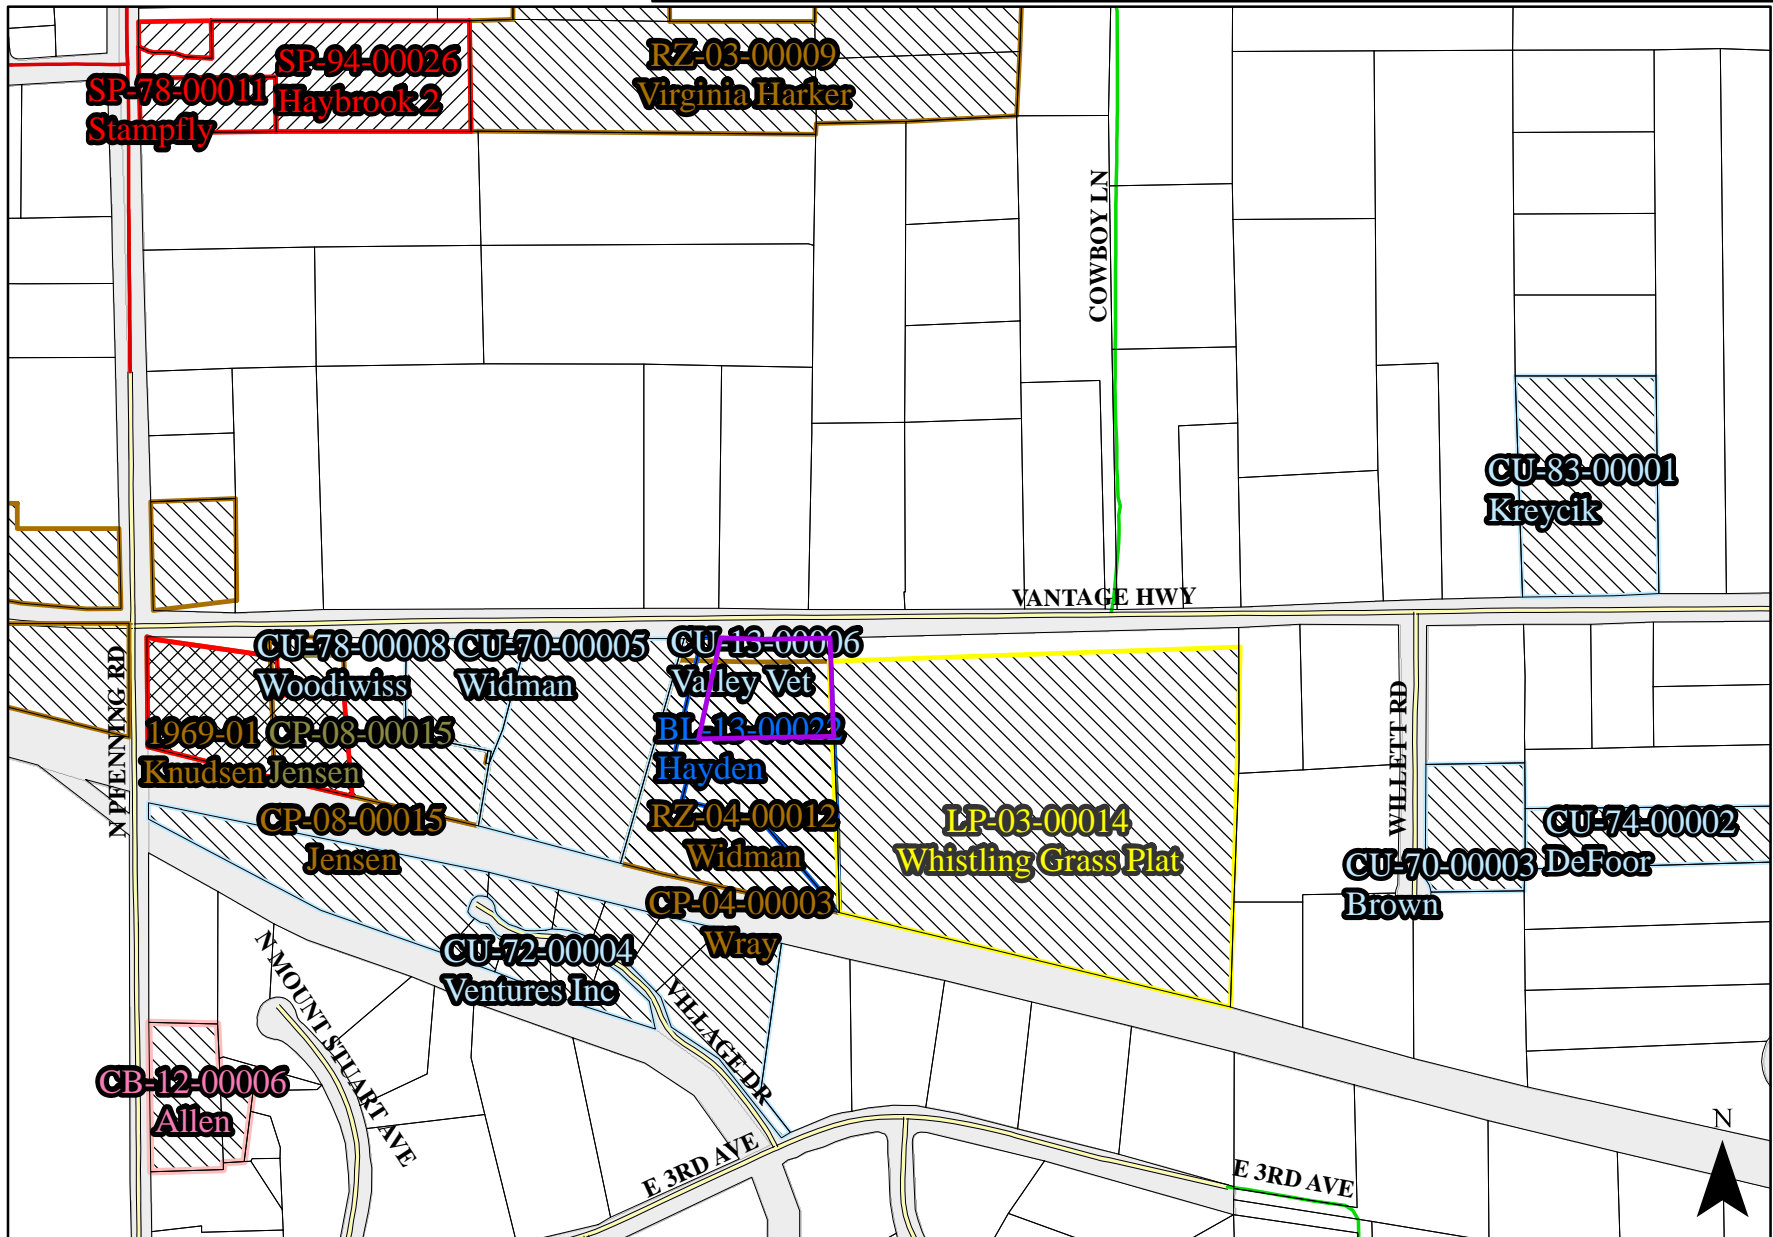 SP-94-00026
Haybrook 2
SP-78-00011
Stampfly
RZ-03-00009
Virginia Harker
COWBOY LN
CU-83-00001
Kreycik
VANTAGE HWY
N PFENNING RD
CU-78-00008
Woodiwiss
CU-70-00005
Widman
CU-13-00006
Valley Vet
1969-01
Knudsen
CP-08-00015
Jensen
BL-13-00022
Hayden
CP-08-00015
Jensen
RZ-04-00012
Widman
LP-03-00014
Whistling Grass Plat
WILLETT RD
CU-74-00002
DeFoor
CU-70-00003
Brown
CP-04-00003
Wray
CU-72-00004
Ventures Inc
N MOUNT STUART AVE
VILLAGE DR
CB-12-00006
Allen
E 3RD AVE
E 3RD AVE
N